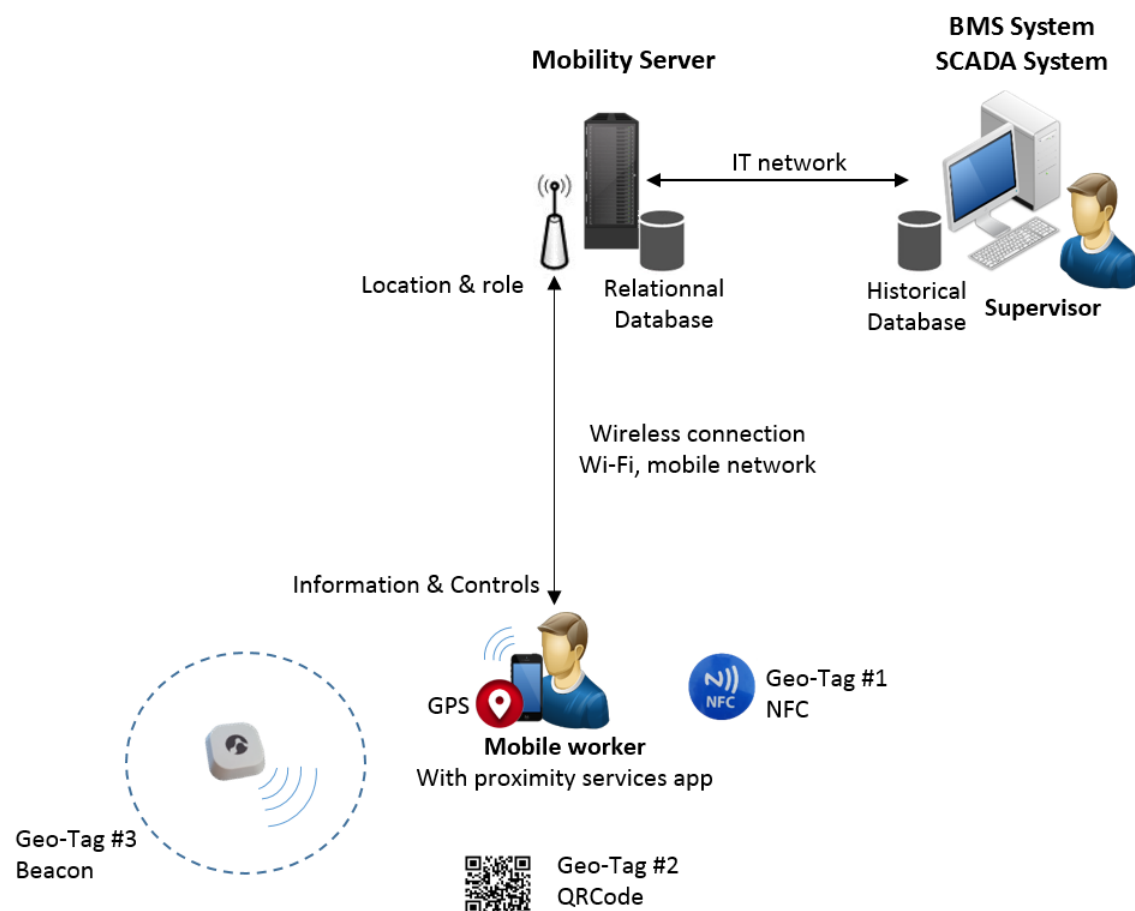 BMS System
SCADA System
Mobility Server
IT network
Location & role
Relationnal
Database
Historical
Database
Supervisor
Wireless connection
Wi-Fi, mobile network
Information & Controls
GPS
NFC
Geo-Tag #1
NFC
Mobile worker
With proximity services app
Geo-Tag #3
Beacon
Geo-Tag #2
QRCode